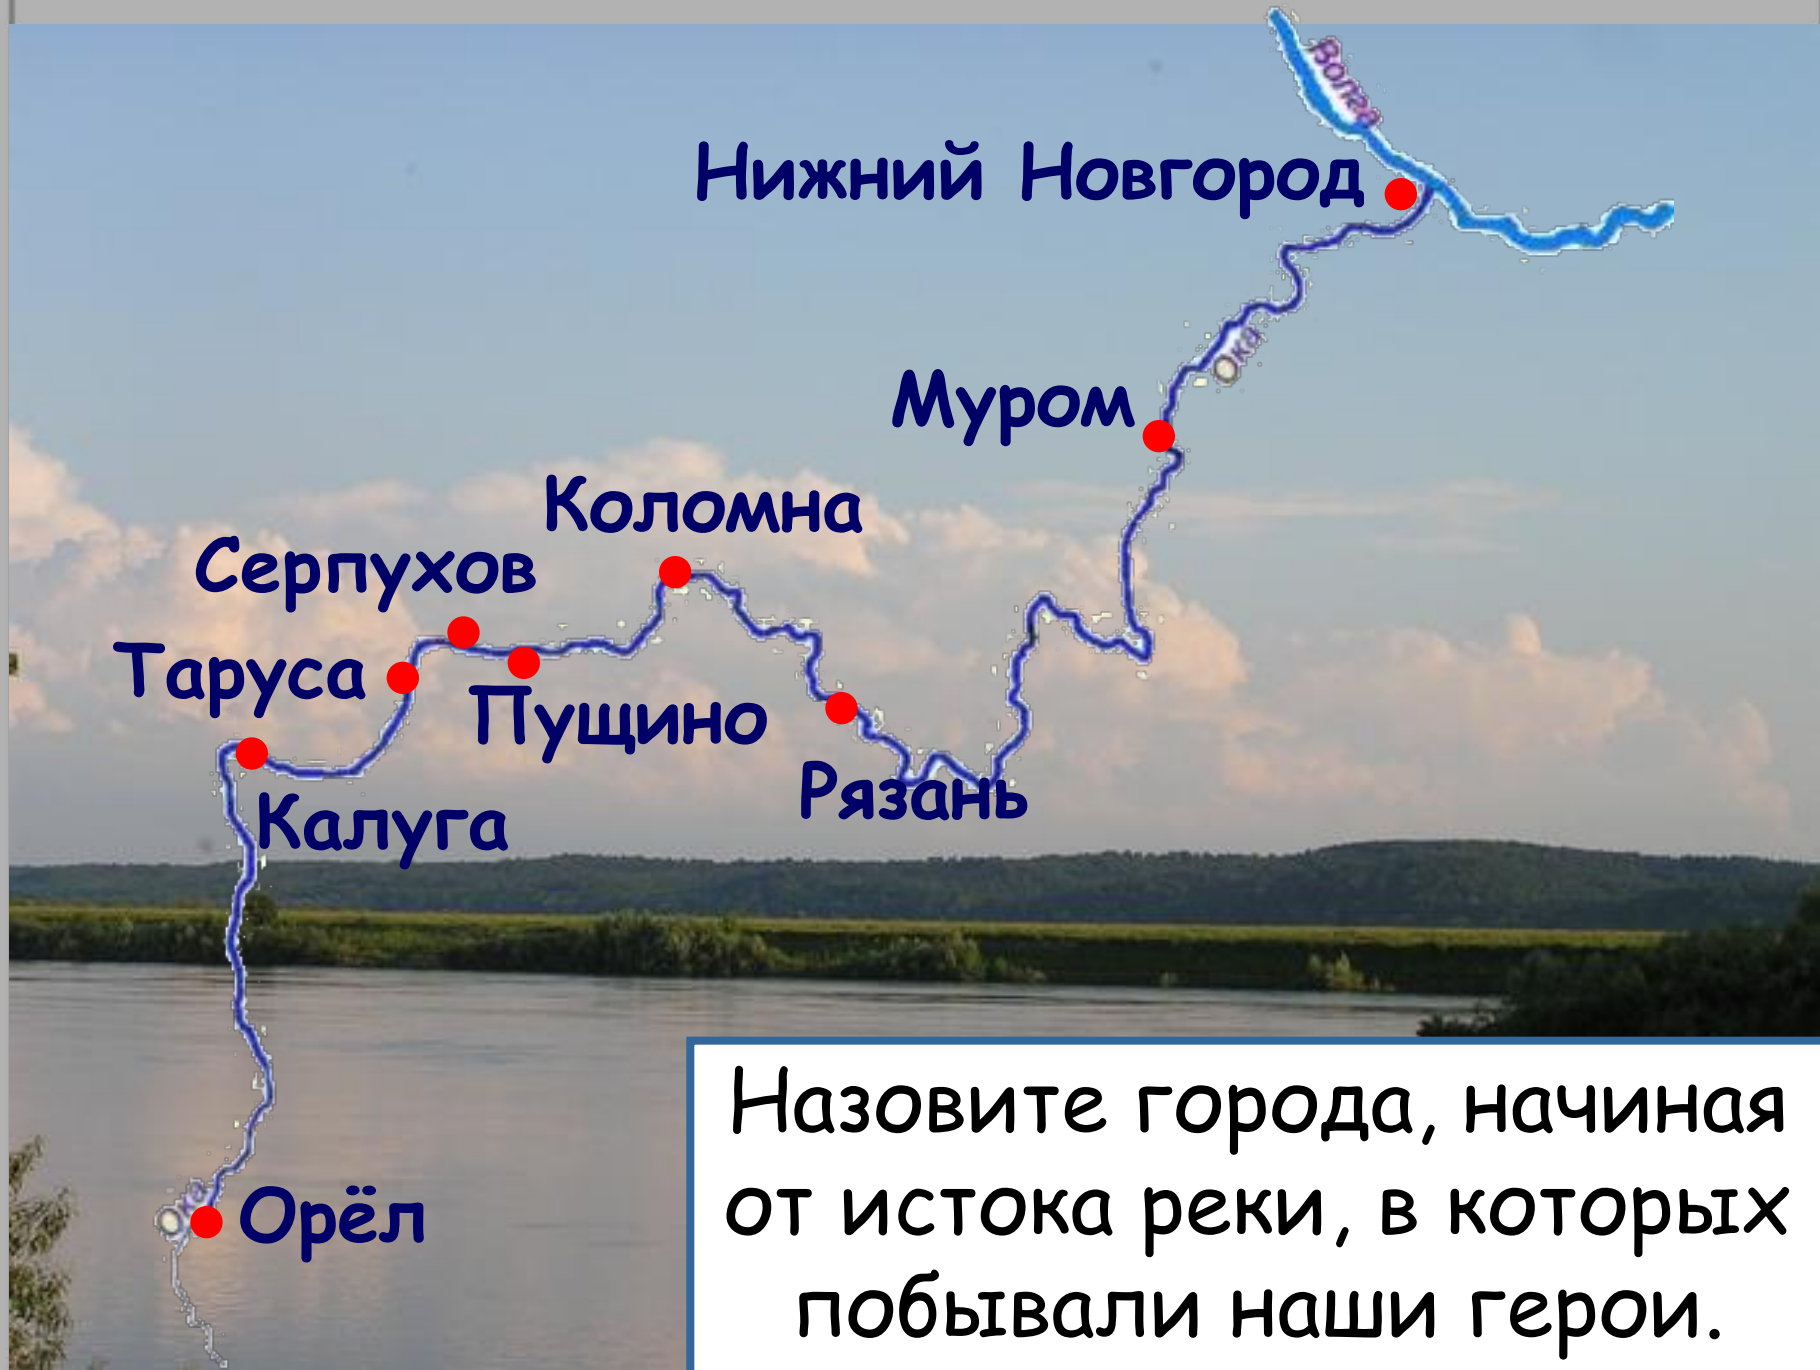 Волга
Нижний Новгород
Ока
Муром
Коломна
Серпухов
Таруса
Пущино
Рязань
Калуга
Ока
Орёл
Назовите города, начиная
от истока реки, в которых
побывали наши герои.